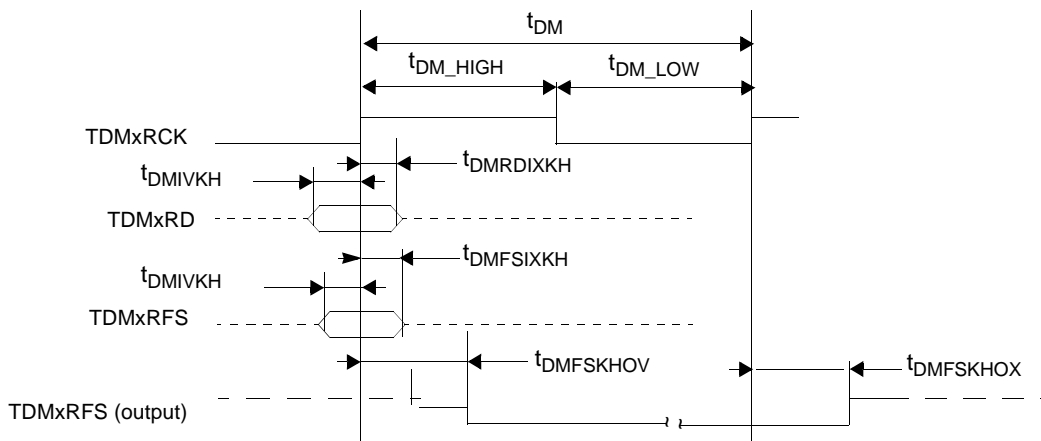 tDM
tDM_HIGH
tDM_LOW
TDMxRCK
tDMIVKH
tDMRDIXKH
TDMxRD
tDMIVKH
tDMFSIXKH
TDMxRFS
tDMFSKHOV
tDMFSKHOX
TDMxRFS (output)
~ ~